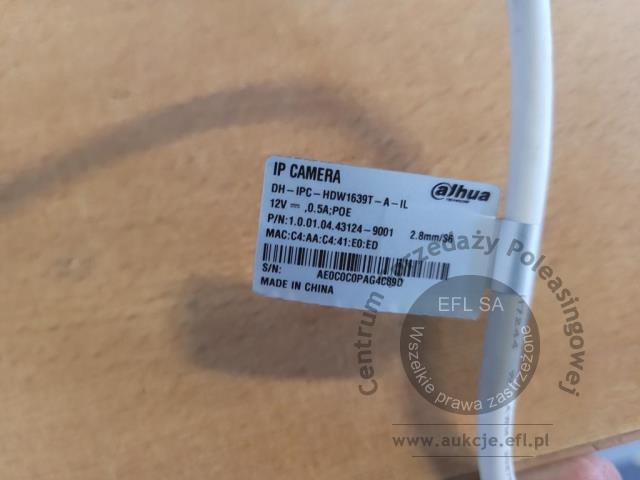 IP CAMERA
alhua
TECHNOLOGY
DH-IPC-HDW1639T-A-IL
12V ⎓ ,0.5A;POE
P/N:1.0.01.04.43124-9001 2.8mm/S6
MAC:C4:AA:C4:41:E0:ED
S/N: AE0C0C0PAG4C89D
MADE IN CHINA
Centrum Sprzedaży Poleasingowej
EFL SA
Wszelkie prawa zastrzeżone
www.aukcje.efl.pl